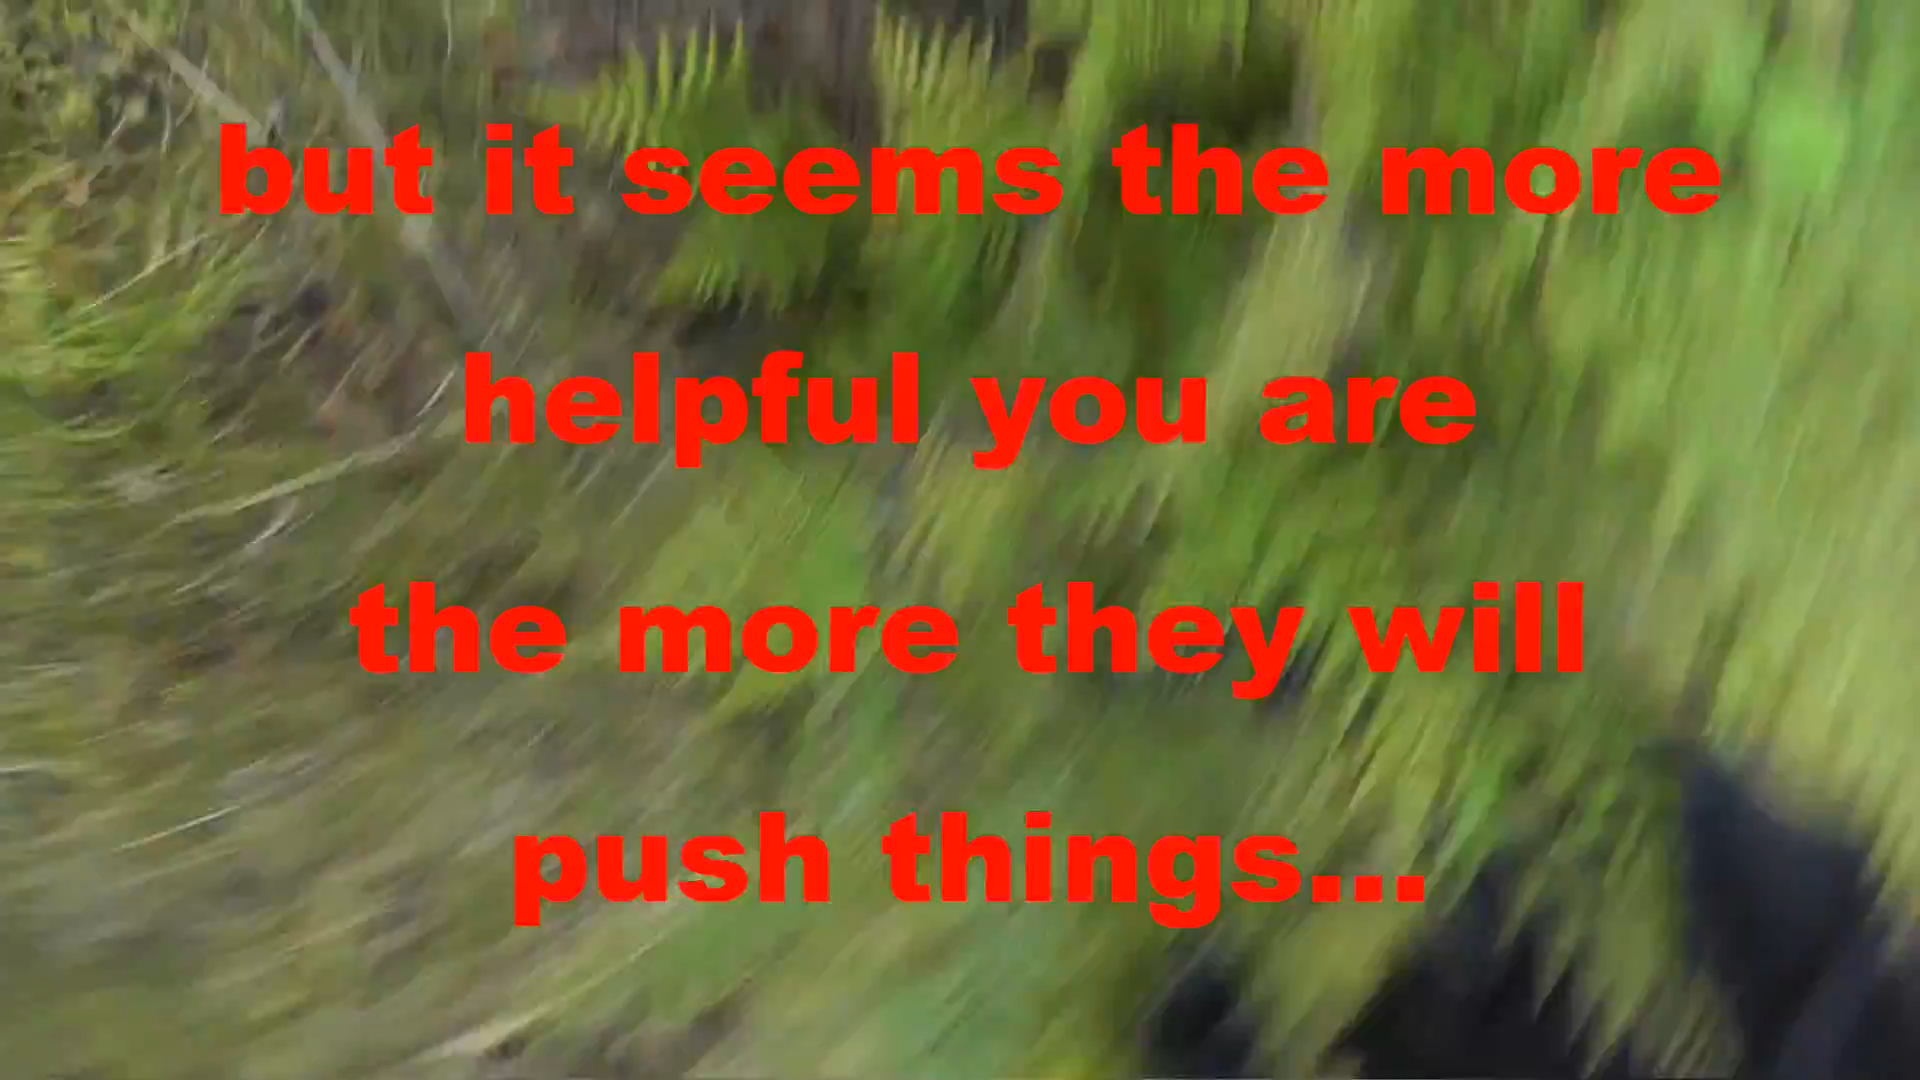 but it seems the more
helpful you are
the more they will
push things...